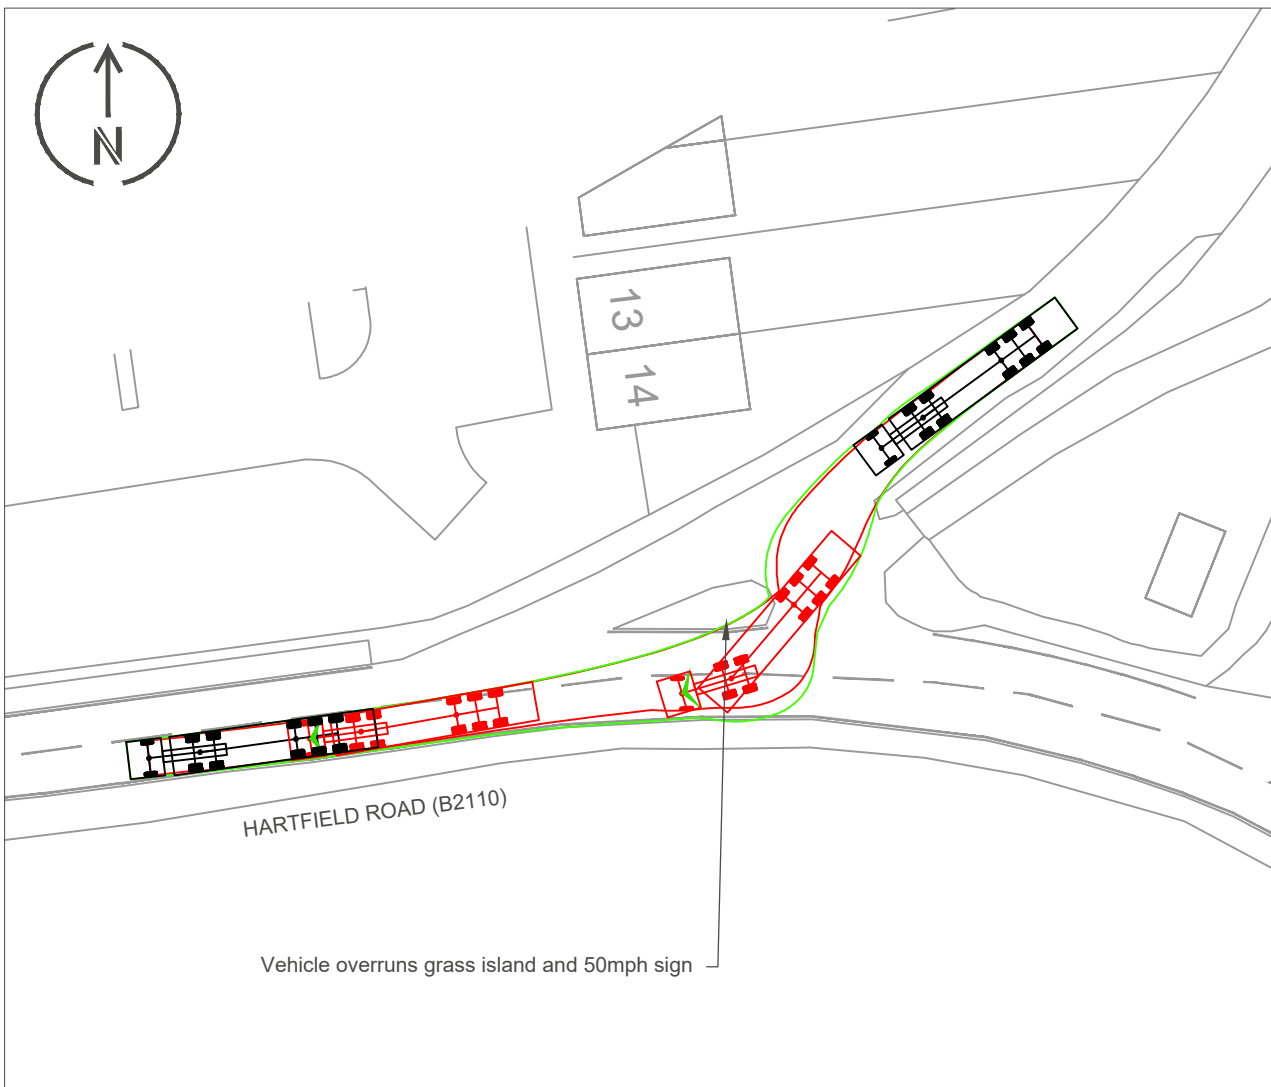 N
13
14
HARTFIELD ROAD (B2110)
Vehicle overruns grass island and 50mph sign